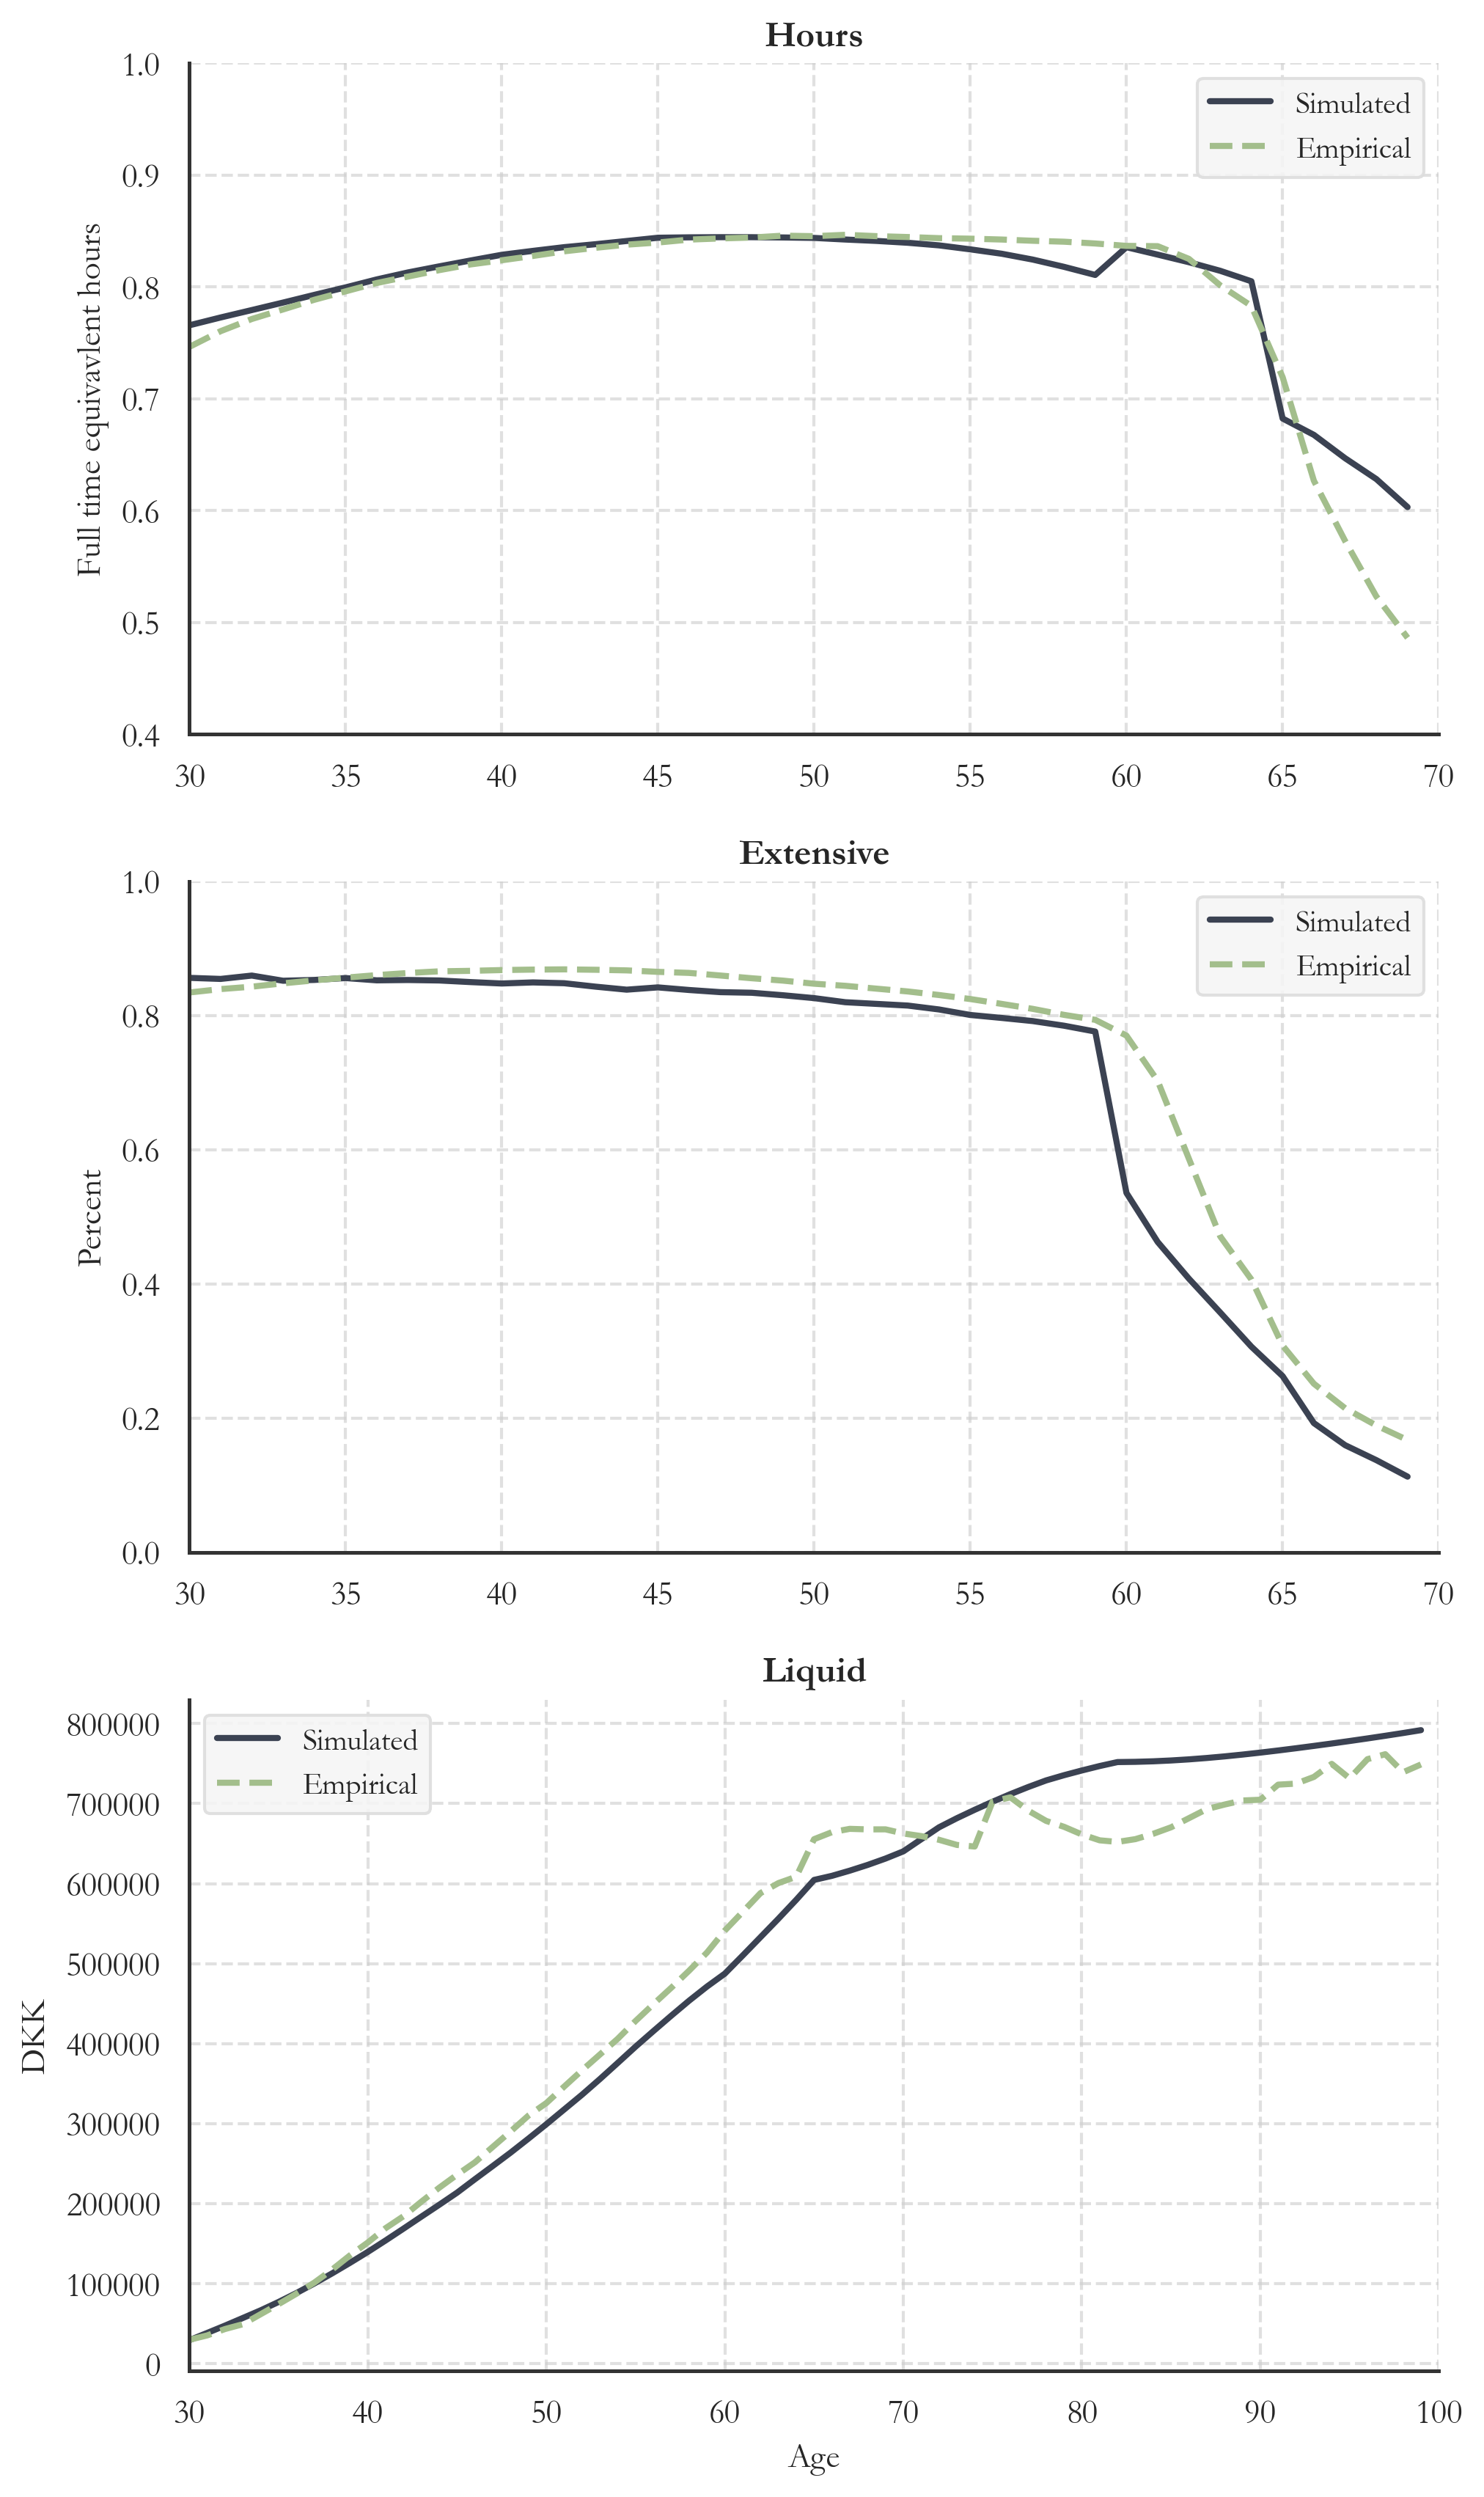 Hours
1.0
0.9
0.8
0.7
0.6
0.5
0.4
Full time equivavlent hours
Simulated
Empirical
30 35 40 45 50 55 60 65 70
Extensive
1.0
0.8
0.6
0.4
0.2
0.0
Percent
Simulated
Empirical
30 35 40 45 50 55 60 65 70
Liquid
800000
700000
600000
500000
400000
300000
200000
100000
0
DKK
Simulated
Empirical
30 40 50 60 70 80 90 100
Age